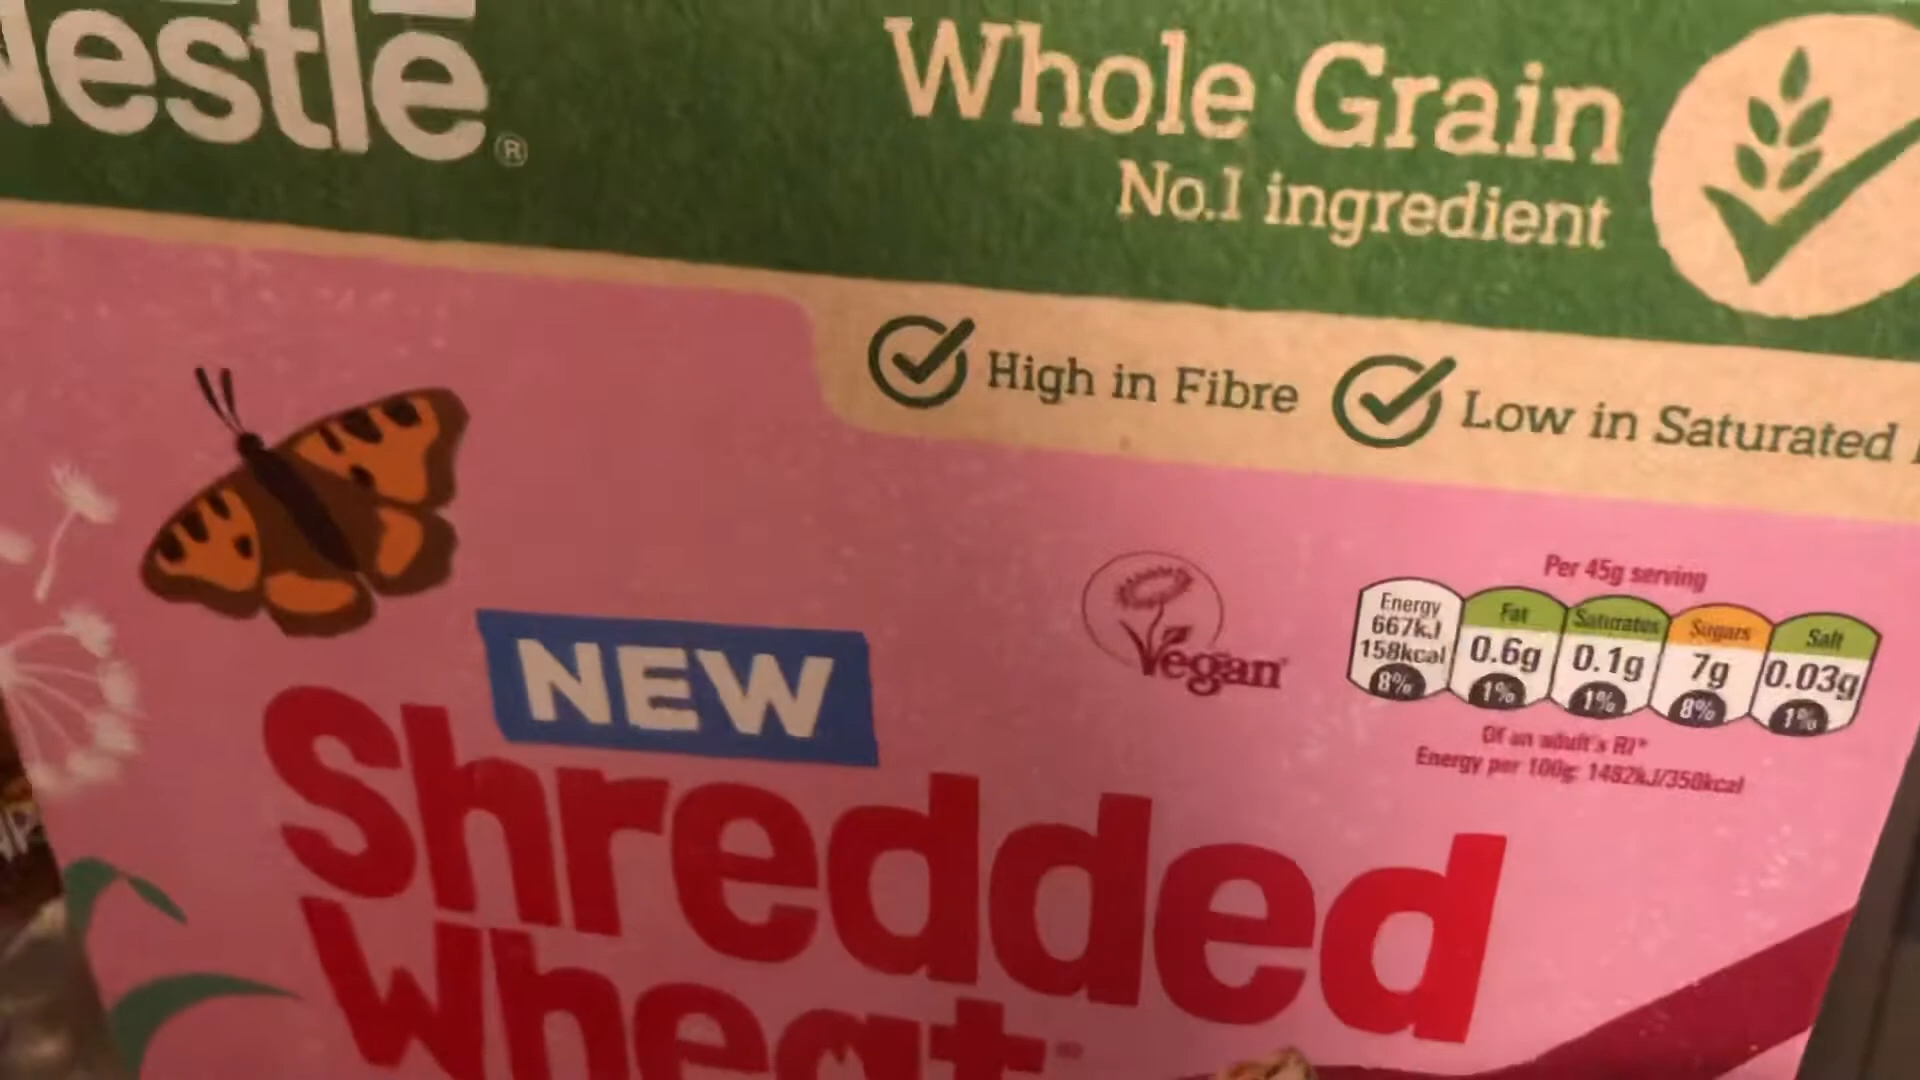 Nestlē
®
Whole Grain
No.1 ingredient
High in Fibre
Low in Saturated
Per 45g serving
Energy 667kJ 158kcal 8%
Fat 0.6g 1%
Saturates 0.1g 1%
Sugars 7g 8%
Salt 0.03g 1%
Of an adult's RI*
Energy per 100g: 1482kJ/350kcal
Vegan
NEW
Shredded
Wheat